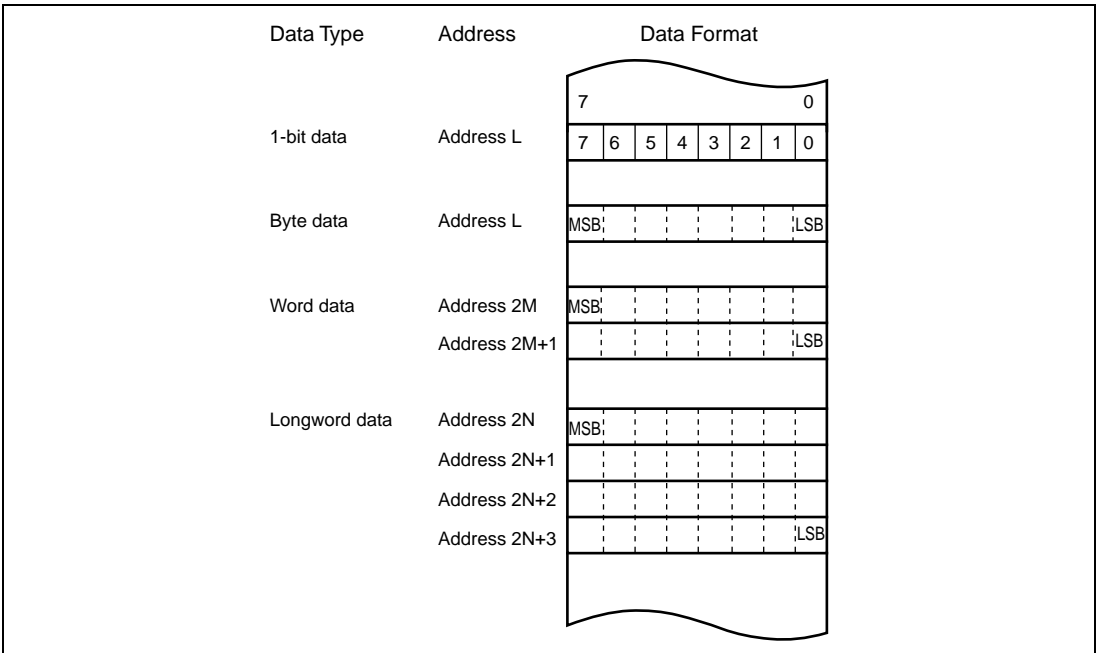 Data Type Address Data Format
7 0
1-bit data Address L 7 6 5 4 3 2 1 0
Byte data Address L MSB LSB
Word data Address 2M MSB
Address 2M+1 LSB
Longword data Address 2N MSB
Address 2N+1
Address 2N+2
Address 2N+3 LSB